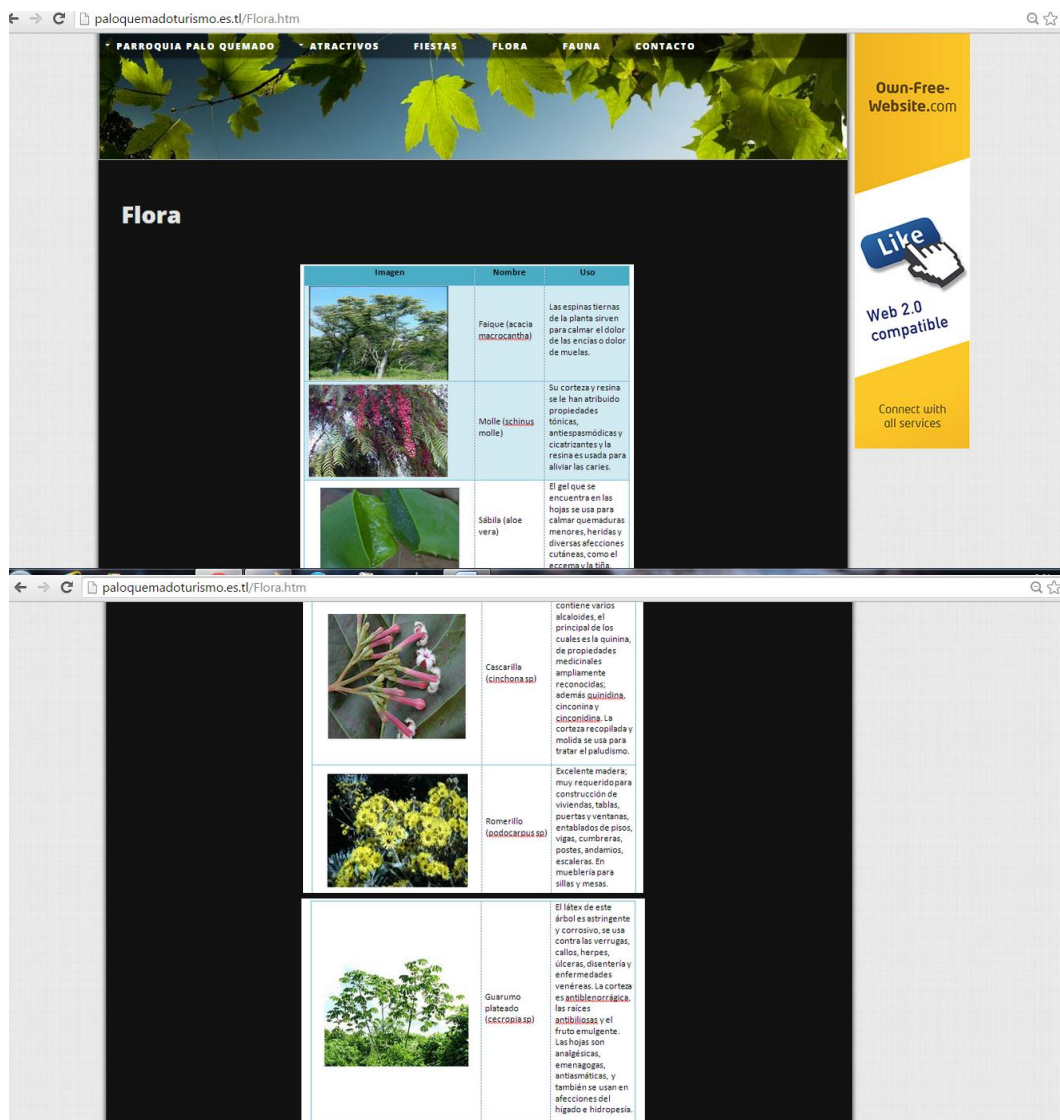 paloquemadoturismo.es.tl/Flora.htm
PARROQUIA PALO QUEMADO ATRACTIVOS FIESTAS FLORA FAUNA CONTACTO
Own-Free-
Website.com
Like
Web 2.0
compatible
Connect with
all services
Flora
Imagen Nombre Uso
Faique (acacia
macrocantha)
Las espinas tiernas
de la planta sirven
para calmar el dolor
de las encías o dolor
de muelas.
Molle (schinus
molle)
Su corteza y resina
se le han atribuido
propiedades
tónicas,
antiespasmódicas y
cicatrizantes y la
resina es usada para
aliviar las caries.
Sábila (aloe
vera)
El gel que se
encuentra en las
hojas se usa para
calmar quemaduras
menores, heridas y
diversas afecciones
cutáneas, como el
eccema y la tiña.
paloquemadoturismo.es.tl/Flora.htm
Cascarilla
(cinchona sp)
contiene varios
alcaloides, el
principal de los
cuales es la quinina,
de propiedades
medicinales
ampliamente
reconocidas;
además quinidina,
cinconina y
cinconidina. La
corteza recopilada y
molida se usa para
tratar el paludismo.
Romerillo
(podocarpus sp)
Excelente madera;
muy requerido para
construcción de
viviendas, tablas,
puertas y ventanas,
entablados de pisos,
vigas, cumbreras,
postes, andamios,
escaleras. En
mueblería para
sillas y mesas.
Guarumo
plateado
(cecropia sp)
El látex de este
árbol es astringente
y corrosivo, se usa
contra las verrugas,
callos, herpes,
úlceras, disentería y
enfermedades
venéreas. La corteza
es antiblenorrágica,
las raíces
antibiliosas y el
fruto emulgente.
Las hojas son
analgésicas,
emenagogas,
antiasmáticas, y
también se usan en
afecciones del
hígado e hidropesía.